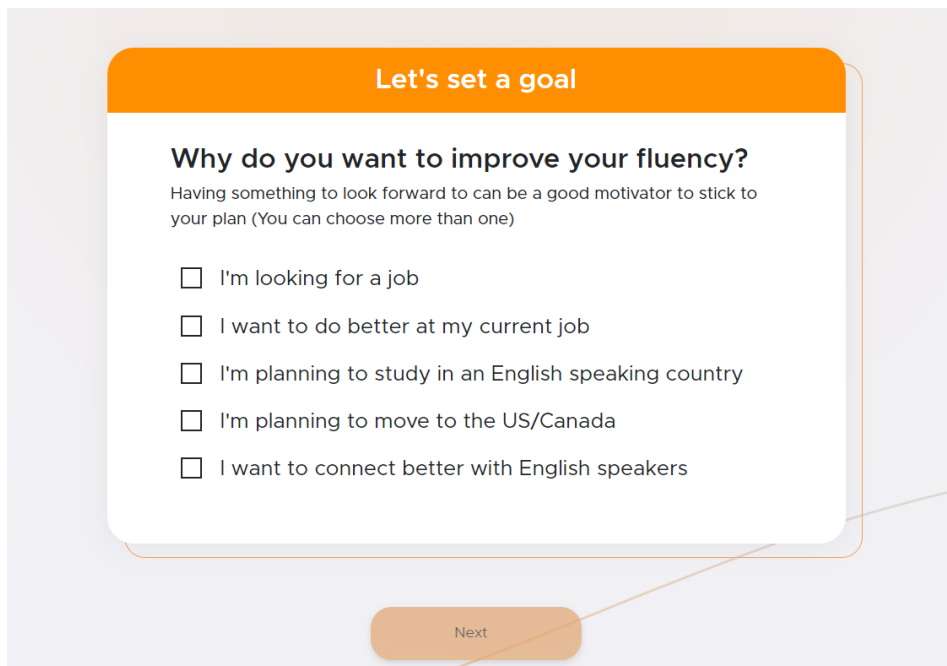 Let's set a goal
Why do you want to improve your fluency?
Having something to look forward to can be a good motivator to stick to
your plan (You can choose more than one)
I'm looking for a job
I want to do better at my current job
I'm planning to study in an English speaking country
I'm planning to move to the US/Canada
I want to connect better with English speakers
Next